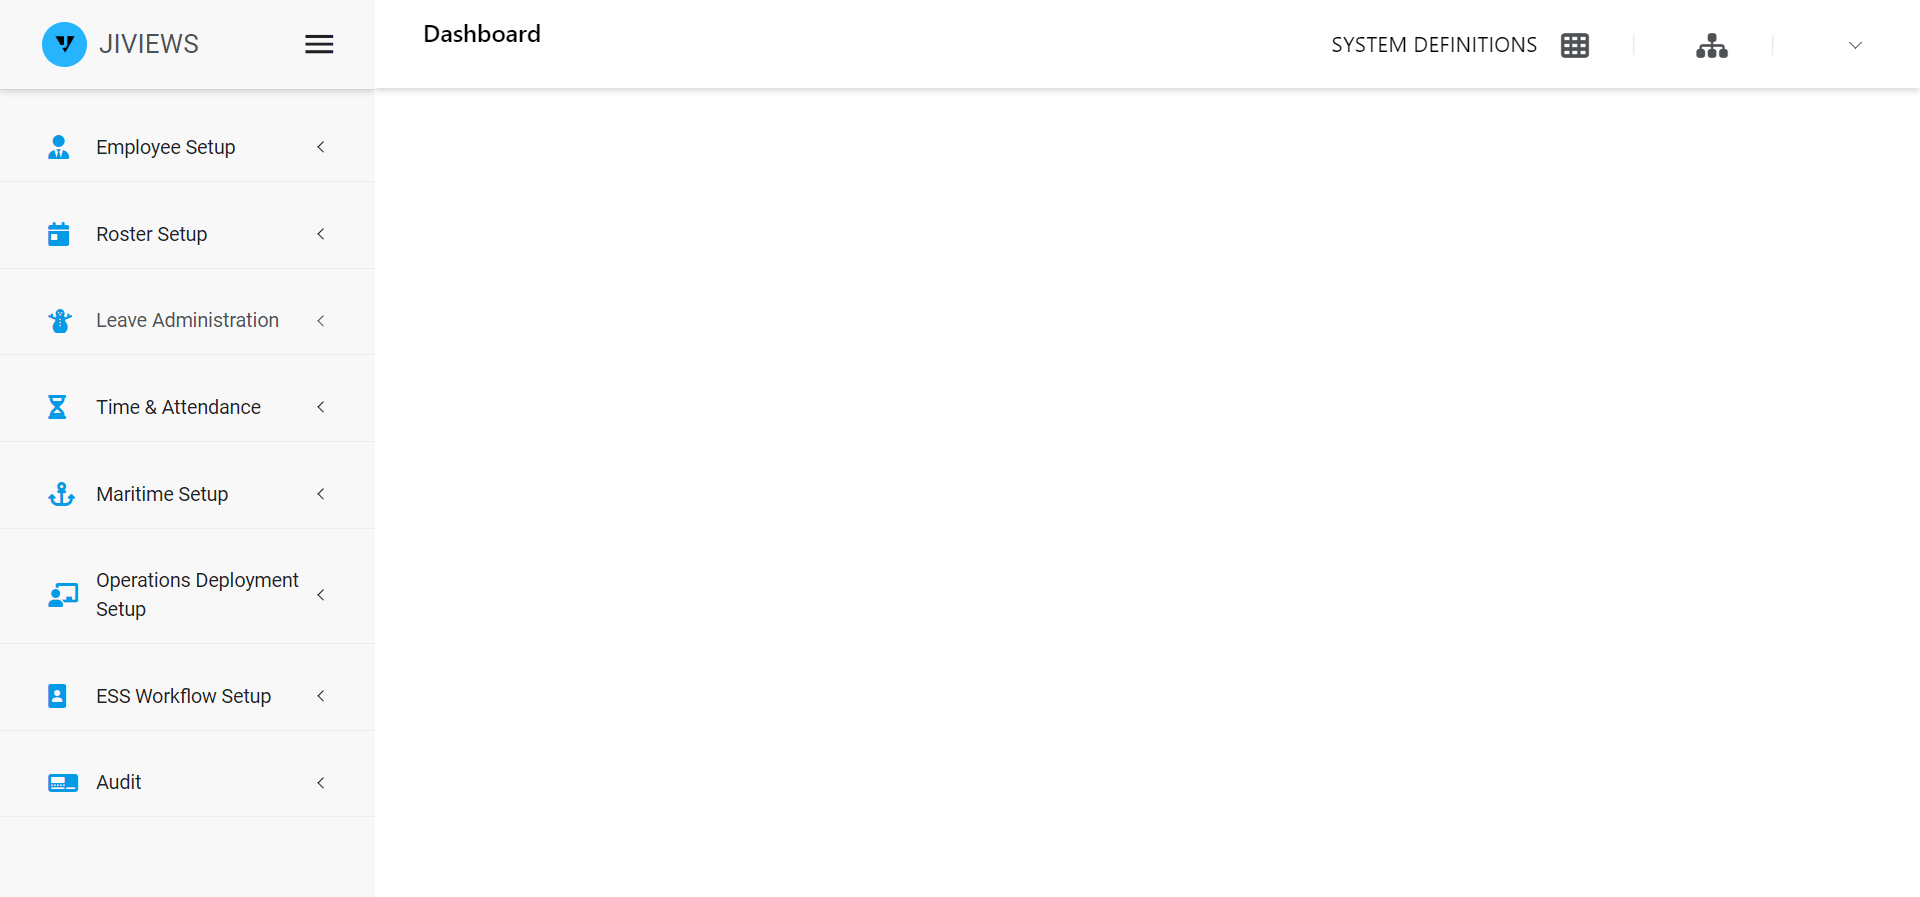 JIVIEWS
Dashboard
SYSTEM DEFINITIONS
Employee Setup
Roster Setup
Leave Administration
Time & Attendance
Maritime Setup
Operations Deployment
Setup
ESS Workflow Setup
Audit